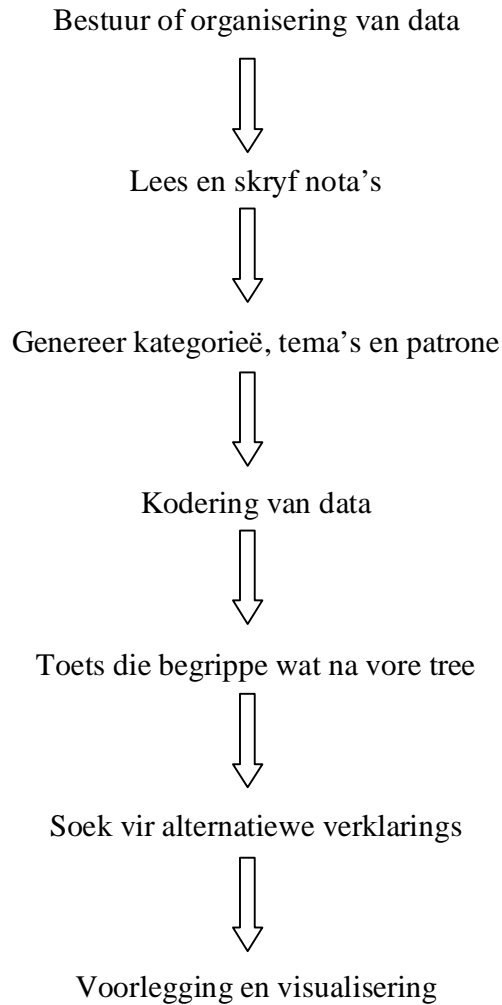 Bestuur of organisering van data
Lees en skryf nota’s
Genereer kategorieë, tema’s en patrone
Kodering van data
Toets die begrippe wat na vore tree
Soek vir alternatiewe verklarings
Voorlegging en visualisering